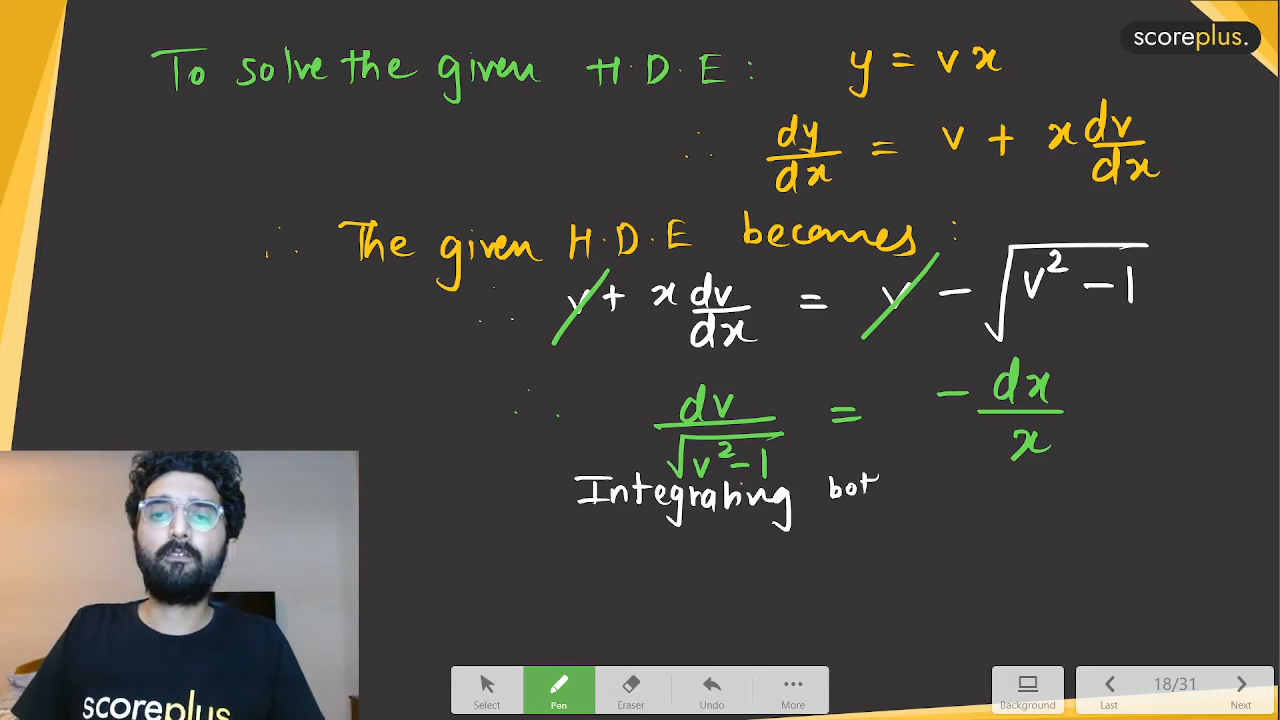 scoreplus.
To solve the given H.D.E : y = vx
∴ dy/dx = v + x dv/dx
∴ The given H.D.E becomes :
∴ v + x dv/dx = v - √(v² - 1)
∴ dv/√(v² - 1) = - dx/x
Integrating bot
scoreplus
Select Pen Eraser Undo More Background Last 18/31 Next